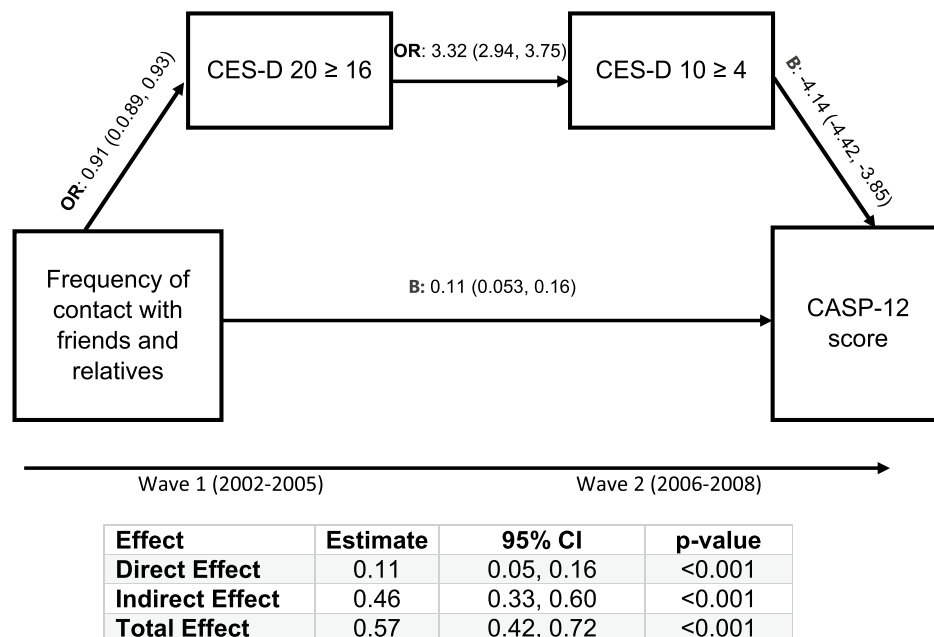 CES-D 20 ≥ 16
OR: 3.32 (2.94, 3.75)
CES-D 10 ≥ 4
OR: 0.91 (0.0.89, 0.93)
B: -4.14 (-4.42, -3.85)
Frequency of
contact with
friends and
relatives
B: 0.11 (0.053, 0.16)
CASP-12
score
Wave 1 (2002-2005) Wave 2 (2006-2008)
Effect Estimate 95% CI p-value
Direct Effect 0.11 0.05, 0.16 <0.001
Indirect Effect 0.46 0.33, 0.60 <0.001
Total Effect 0.57 0.42, 0.72 <0.001